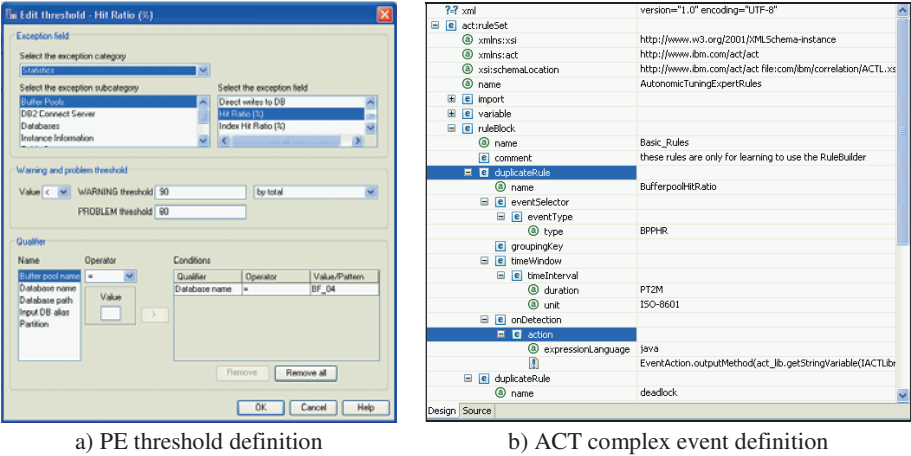 Edit threshold - Hit Ratio (%)
Exception field
Select the exception category
Statistics
Select the exception subcategory
Select the exception field
Buffer Pools
DB2 Connect Server
Databases
Instance Information
Direct writes to DB
Hit Ratio (%)
Index Hit Ratio (%)
Warning and problem threshold
Value < WARNING threshold 90 by total
PROBLEM threshold 80
Qualifier
Name Operator Conditions
Buffer pool name
Database name
Database path
Input DB alias
Partition
=
Value
>
Qualifier Operator Value/Pattern
Database name = BF_04
Remove Remove all
OK Cancel Help
a) PE threshold definition
?-? xml version="1.0" encoding="UTF-8"
e act:ruleSet
a xmlns:xsi http://www.w3.org/2001/XMLSchema-instance
a xmlns:act http://www.ibm.com/act/act
a xsi:schemaLocation http://www.ibm.com/act/act file:com/ibm/correlation/ACTL.xs
a name AutonomicTuningExpertRules
e import
e variable
e ruleBlock
a name Basic_Rules
e comment these rules are only for learning to use the RuleBuilder
e duplicateRule
a name BufferpoolHitRatio
e eventSelector
e eventType
a type BPPHR
e groupingKey
e timeWindow
e timeInterval
a duration PT2M
a unit ISO-8601
e onDetection
e action
a expressionLanguage java
EventAction.outputMethod(act_lib.getStringVariable(IACTLibr
e duplicateRule
a name deadlock
Design Source
b) ACT complex event definition